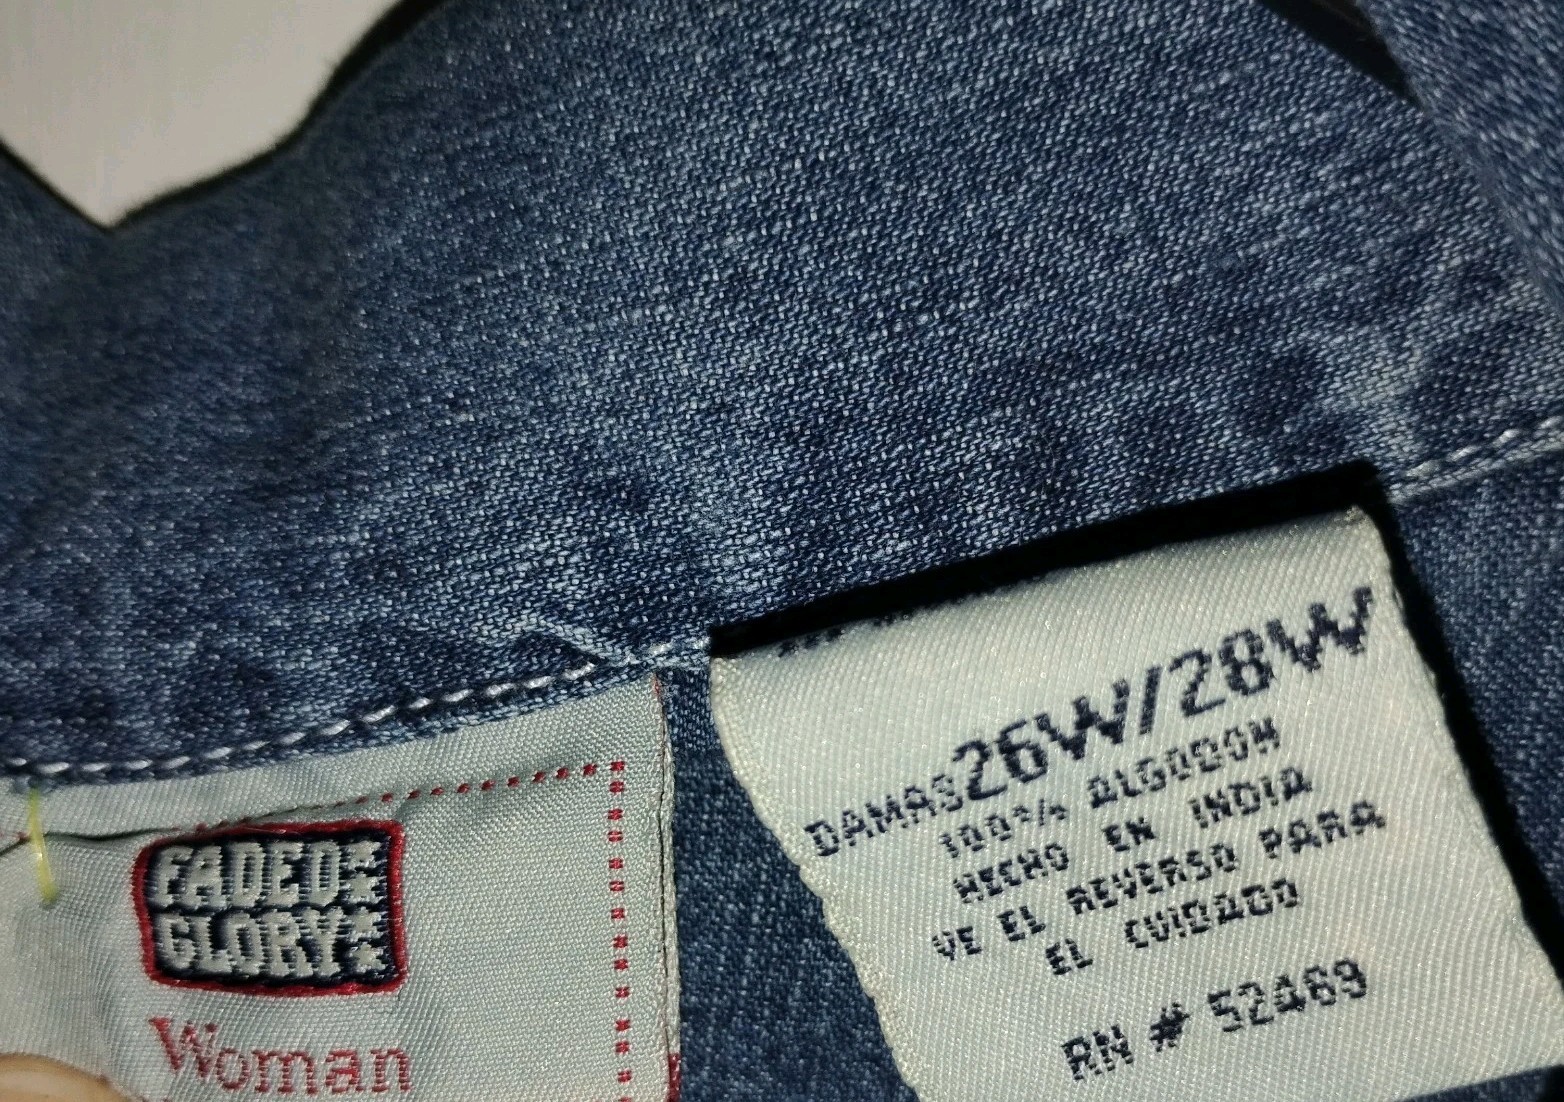 FADED
GLORY
Woman
DAMAS 26W/28W
100% ALGODON
HECHO EN INDIA
VE EL REVERSO PARA
EL CUIDADO
RN # 52469